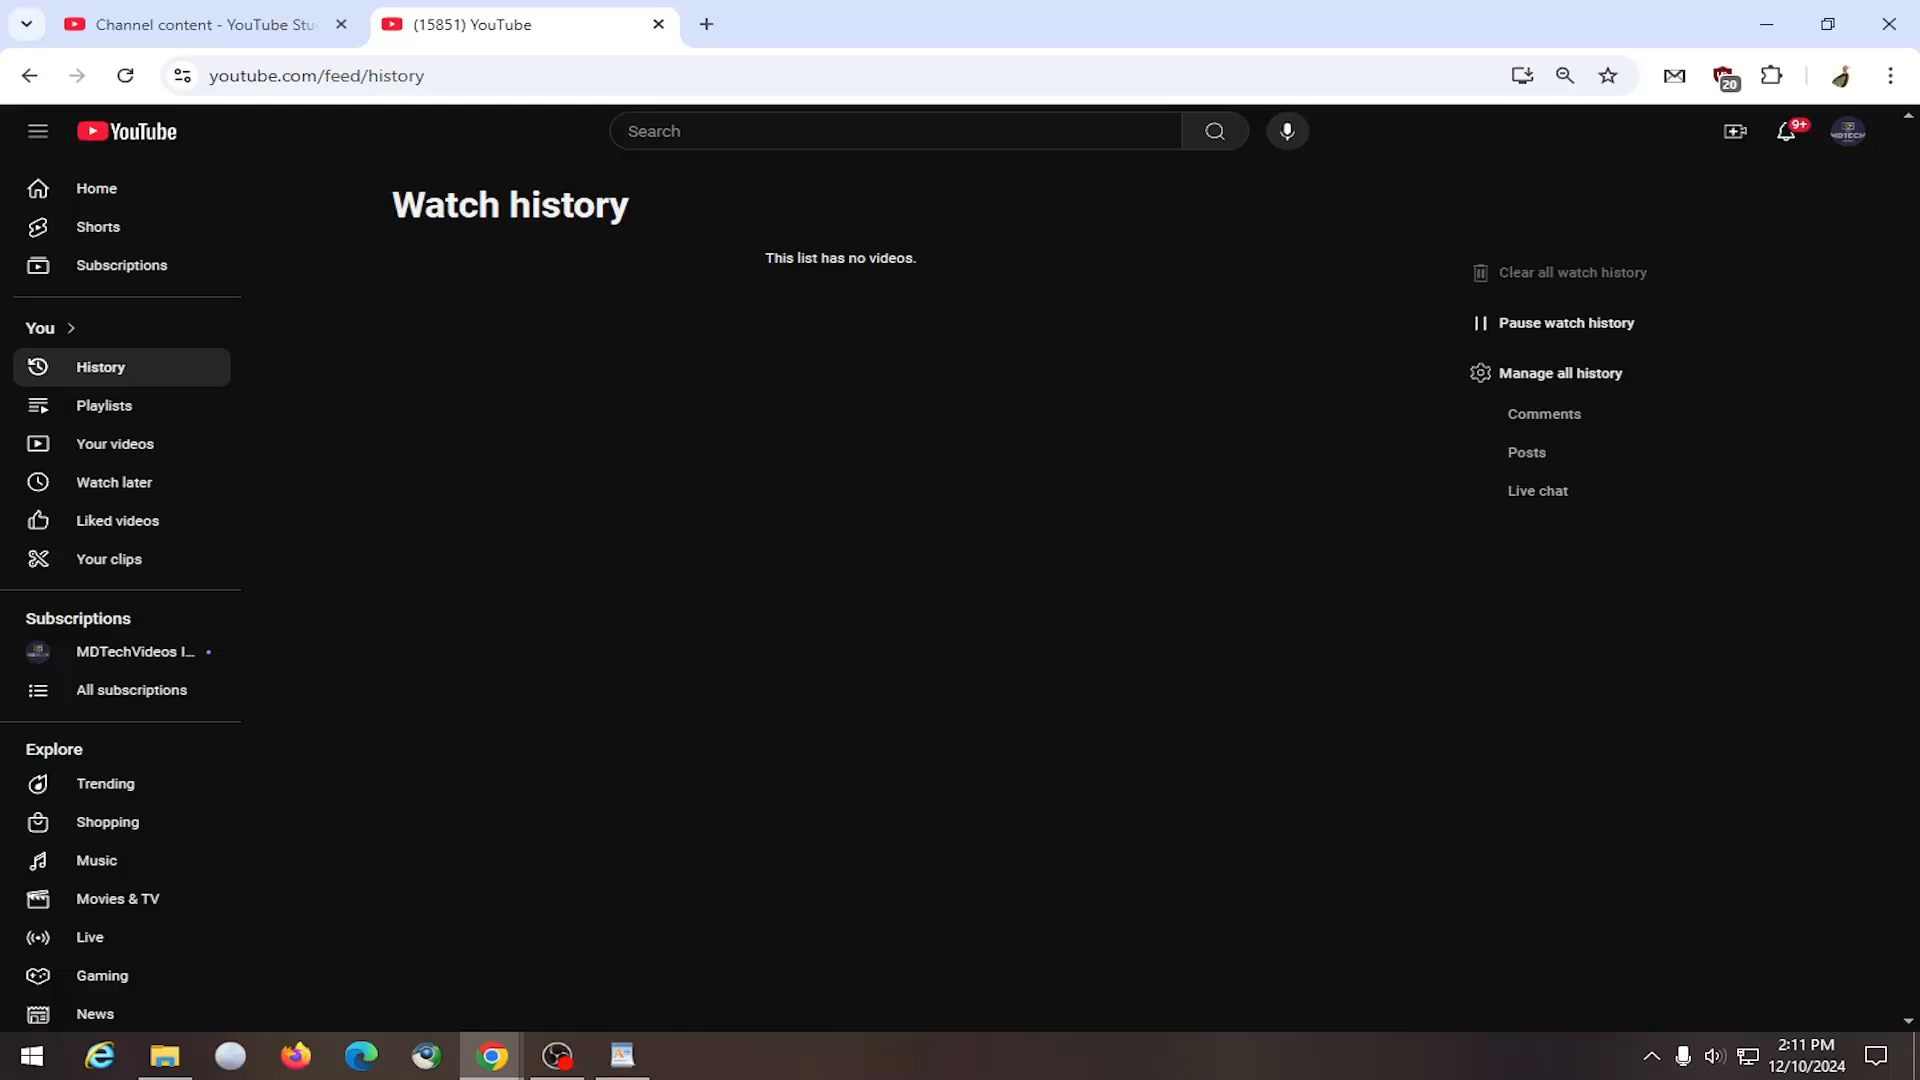 Channel content - YouTube Stu
(15851) YouTube
youtube.com/feed/history
20
YouTube
Search
9+
Home
Shorts
Subscriptions
You
History
Playlists
Your videos
Watch later
Liked videos
Your clips
Subscriptions
MDTechVideos I...
All subscriptions
Explore
Trending
Shopping
Music
Movies & TV
Live
Gaming
News
Watch history
This list has no videos.
Clear all watch history
Pause watch history
Manage all history
Comments
Posts
Live chat
2:11 PM
12/10/2024